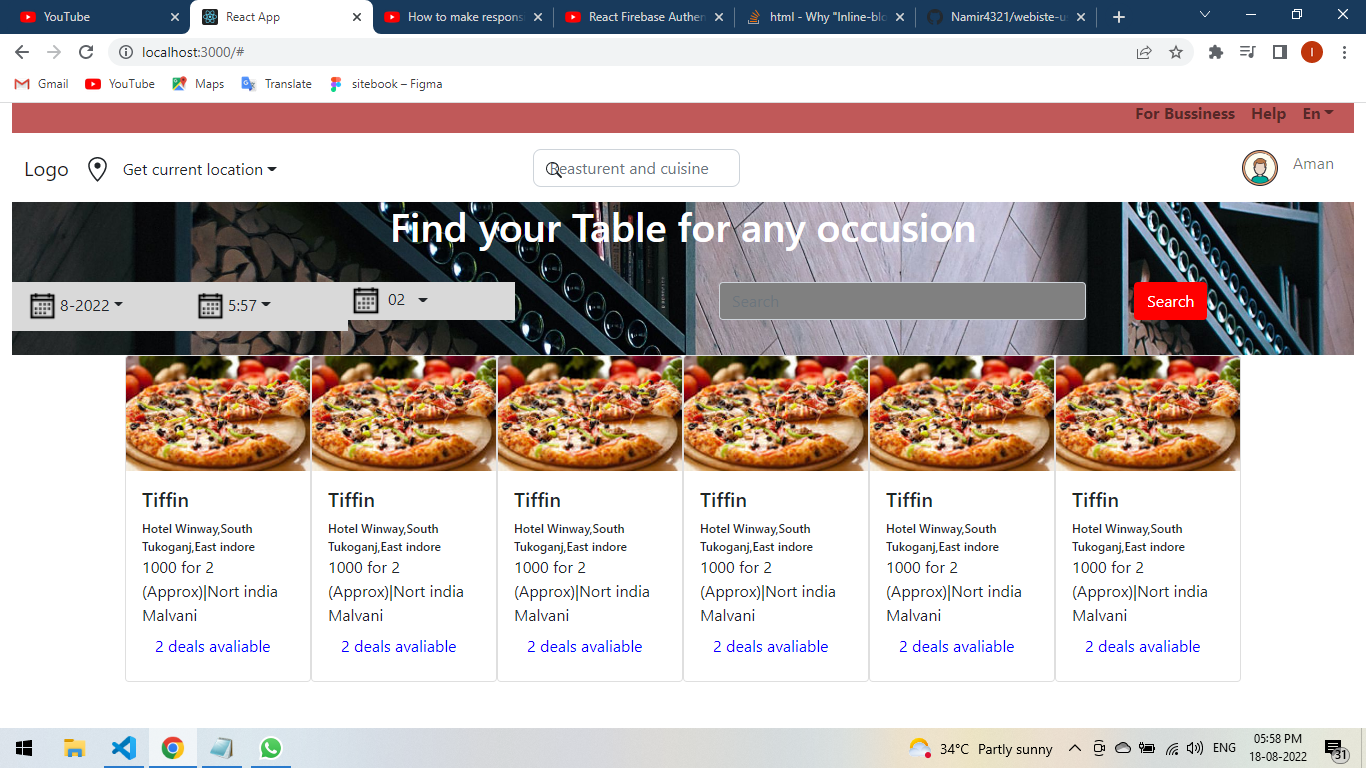 YouTube
React App
How to make respons
React Firebase Authen
html - Why "Inline-blo
Namir4321/webiste-u
localhost:3000/#
I
Gmail
YouTube
Maps
Translate
sitebook – Figma
For Bussiness
Help
En
Logo
Get current location
Reasturent and cuisine
Aman
Find your Table for any occusion
8-2022
5:57
02
Search
Search
Tiffin
Hotel Winway,South
Tukoganj,East indore
1000 for 2
(Approx)|Nort india
Malvani
2 deals avaliable
Tiffin
Hotel Winway,South
Tukoganj,East indore
1000 for 2
(Approx)|Nort india
Malvani
2 deals avaliable
Tiffin
Hotel Winway,South
Tukoganj,East indore
1000 for 2
(Approx)|Nort india
Malvani
2 deals avaliable
Tiffin
Hotel Winway,South
Tukoganj,East indore
1000 for 2
(Approx)|Nort india
Malvani
2 deals avaliable
Tiffin
Hotel Winway,South
Tukoganj,East indore
1000 for 2
(Approx)|Nort india
Malvani
2 deals avaliable
Tiffin
Hotel Winway,South
Tukoganj,East indore
1000 for 2
(Approx)|Nort india
Malvani
2 deals avaliable
34°C Partly sunny
ENG
05:58 PM
18-08-2022
31